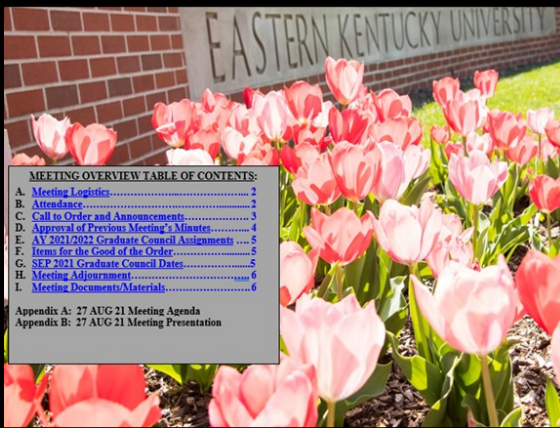 EASTERN KENTUCKY UNIVERSITY
MEETING OVERVIEW TABLE OF CONTENTS:
A. Meeting Logistics.......................................... 2
B. Attendance.................................................. 2
C. Call to Order and Announcements.................. 3
D. Approval of Previous Meeting's Minutes........... 4
E. AY 2021/2022 Graduate Council Assignments .... 5
F. Items for the Good of the Order...................... 5
G. SEP 2021 Graduate Council Dates.................... 5
H. Meeting Adjournment..................................... 6
I. Meeting Documents/Materials......................... 6
Appendix A: 27 AUG 21 Meeting Agenda
Appendix B: 27 AUG 21 Meeting Presentation